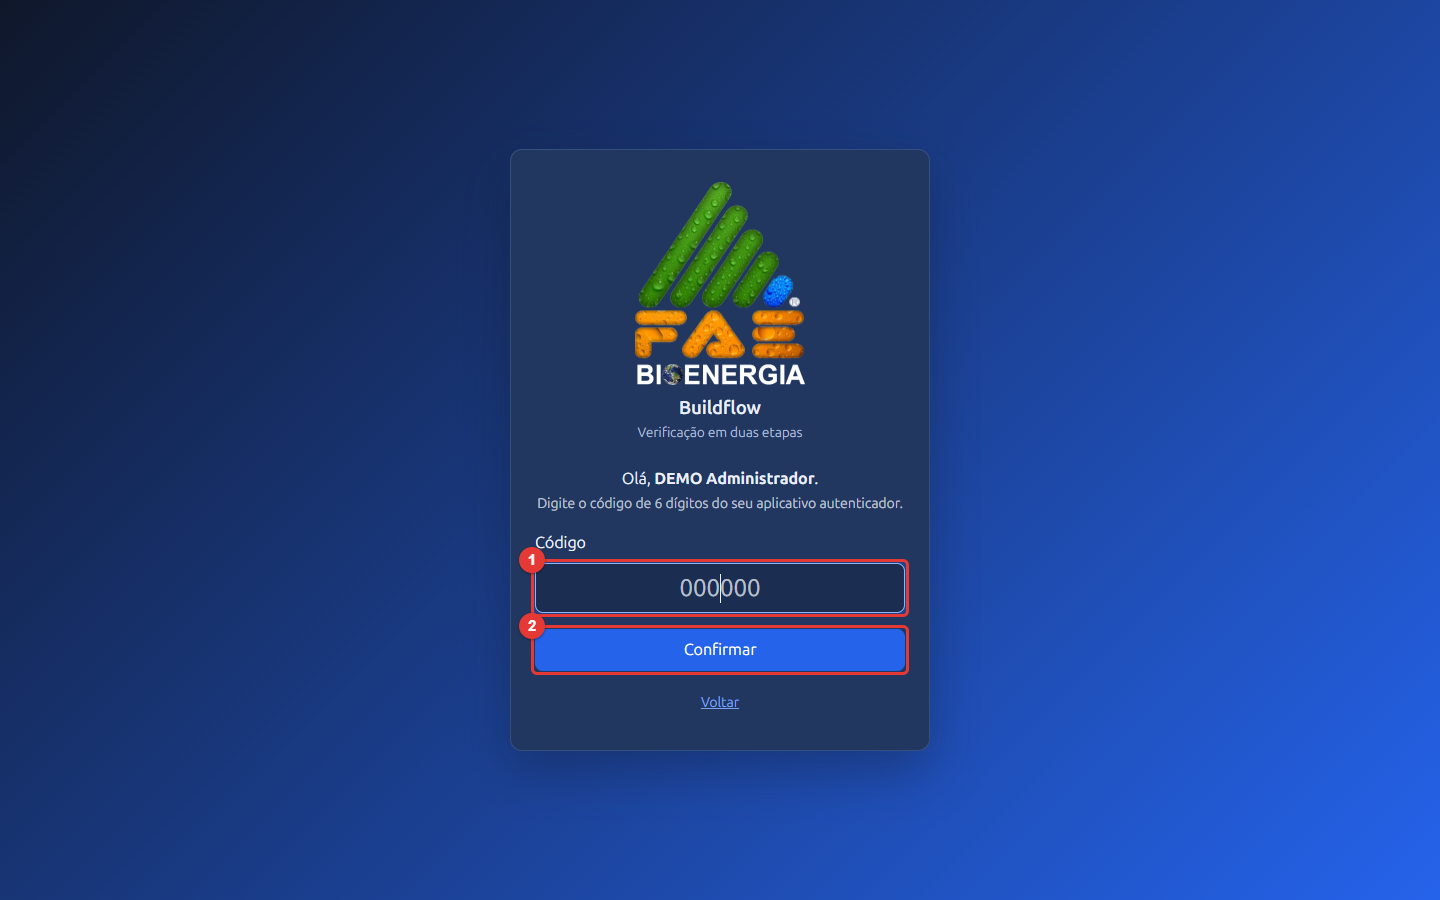 FAE
®
BIOENERGIA
Buildflow
Verificação em duas etapas
Olá, DEMO Administrador.
Digite o código de 6 dígitos do seu aplicativo autenticador.
Código
1
000000
2
Confirmar
Voltar